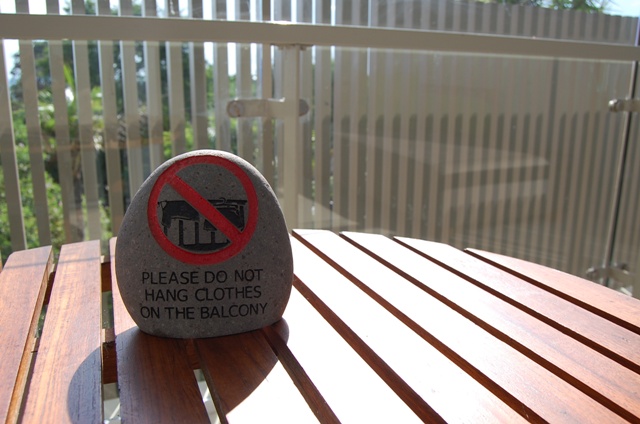 PLEASE DO NOT
HANG CLOTHES
ON THE BALCONY